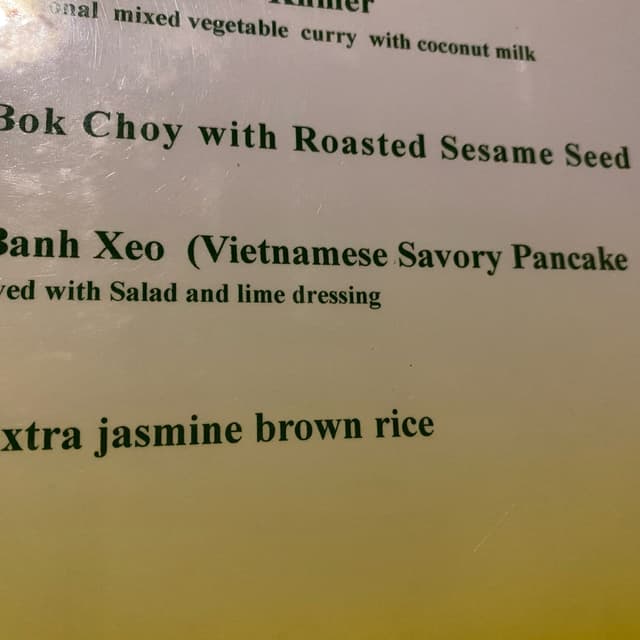 onal mixed vegetable curry with coconut milk
Bok Choy with Roasted Sesame Seed
Banh Xeo (Vietnamese Savory Pancake
ved with Salad and lime dressing
xtra jasmine brown rice